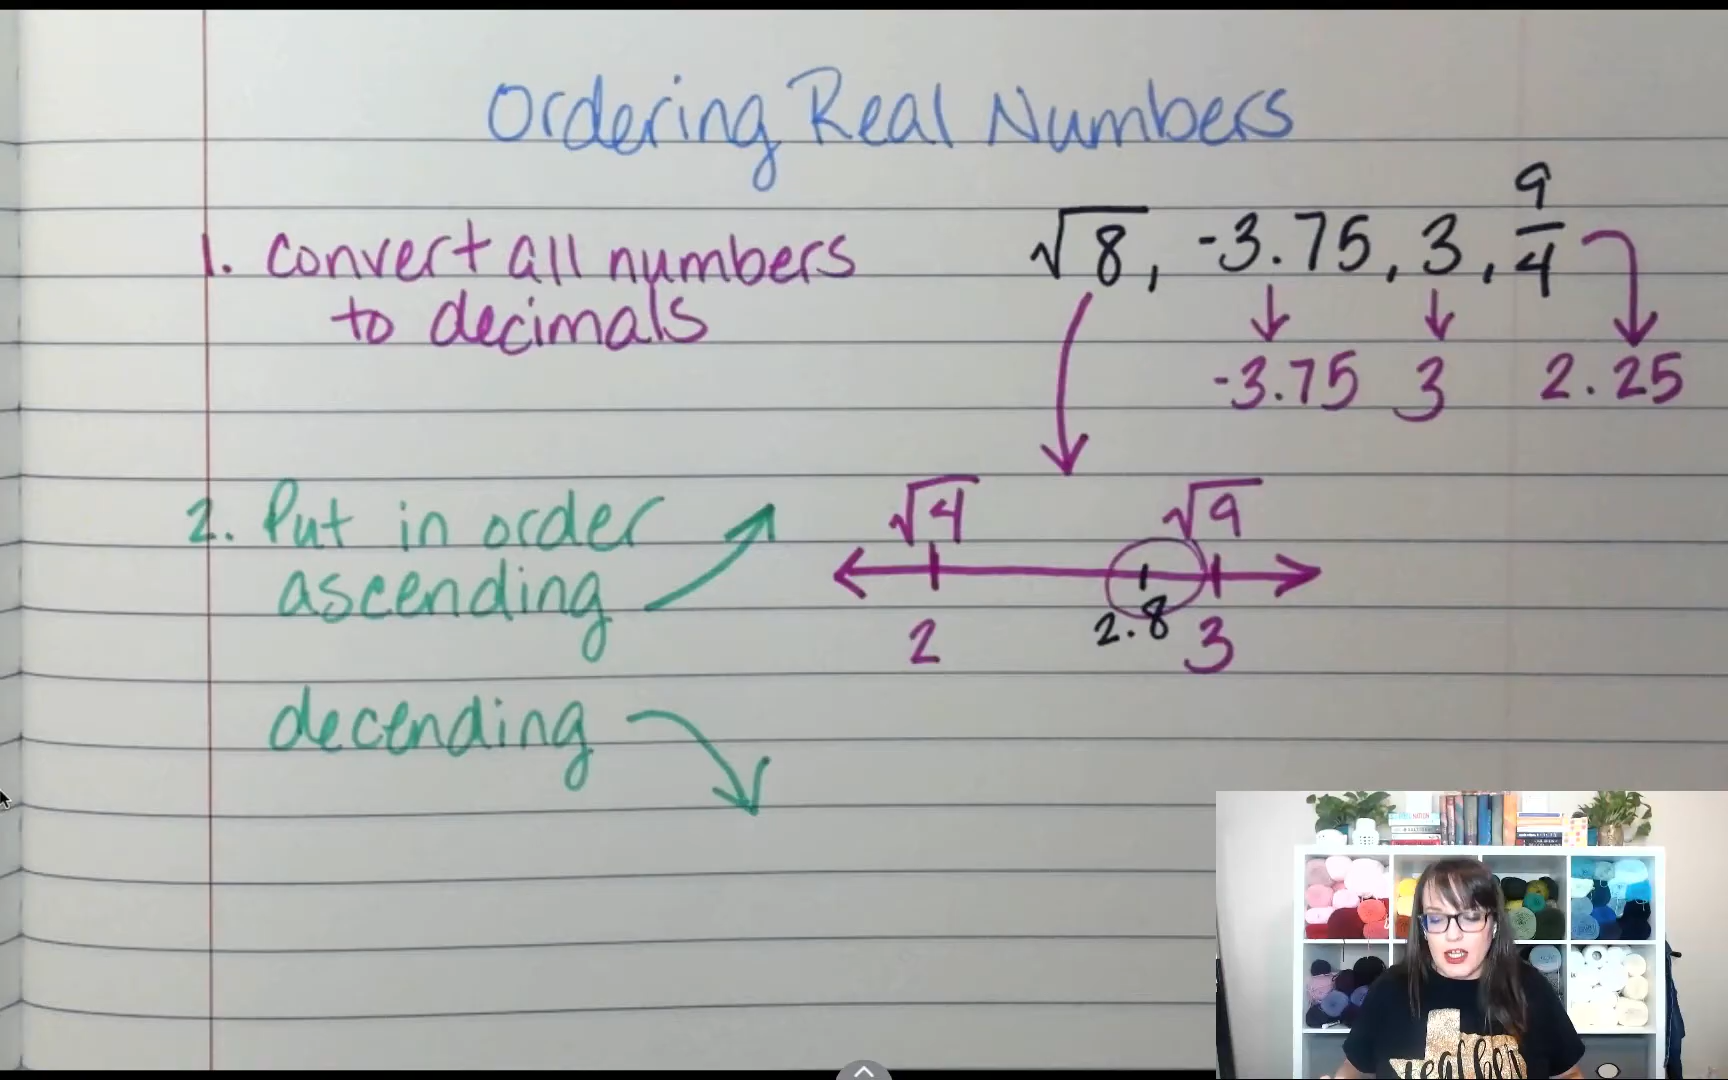 Ordering Real Numbers
1. convert all numbers
to decimals
√8, -3.75, 3, 9/4
-3.75 3 2.25
2. Put in order
ascending
decending
√4 √9
2 2.8 3